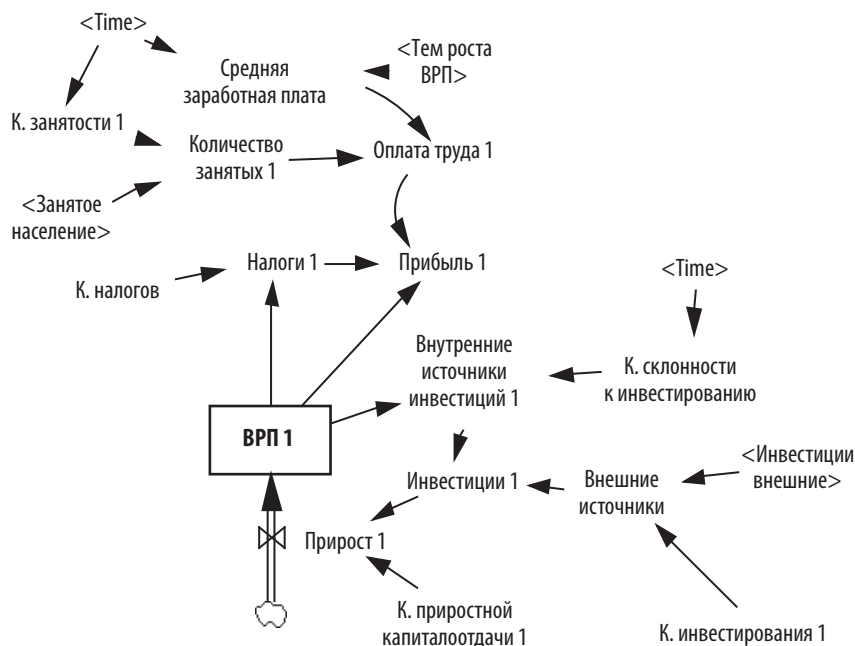 <Time>
<Тем роста
ВРП>
Средняя
заработная плата
К. занятости 1
Количество
занятых 1
Оплата труда 1
<Занятое
население>
Налоги 1
Прибыль 1
К. налогов
<Time>
Внутренние
источники
инвестиций 1
К. склонности
к инвестированию
ВРП 1
<Инвестиции
внешние>
Инвестиции 1
Внешние
источники
Прирост 1
К. приростной
капиталоотдачи 1
К. инвестирования 1